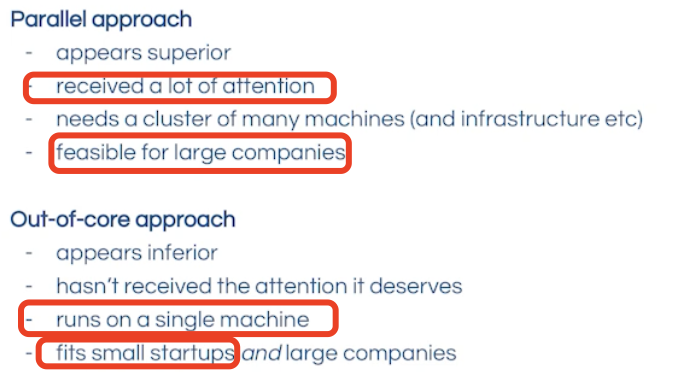 Parallel approach
- appears superior
- received a lot of attention
- needs a cluster of many machines (and infrastructure etc)
- feasible for large companies
Out-of-core approach
- appears inferior
- hasn't received the attention it deserves
- runs on a single machine
- fits small startups and large companies